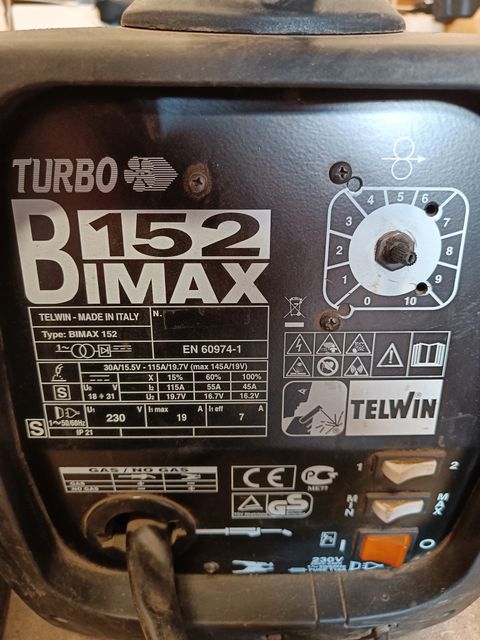 TURBO
BIMAX 152
TELWIN - MADE IN ITALY N.
Type: BIMAX 152
1~ EN 60974-1
30A/15.5V - 115A/19.7V (max 145A/19V)
X 15% 60% 100%
U0 V I2 115A 55A 45A
18 ÷ 31 U2 19.7V 16.7V 16.2V
S 1~50/60Hz U1 V 230 I1 max A 19 I1 eff A 7
IP 21
0 1 2 3 4 5 6 7 8 9 10
TELWIN
GAS / NO GAS
GAS - +
NO GAS + -
CE
ME77
S GS
1 2
MIN MAX
I O
230V